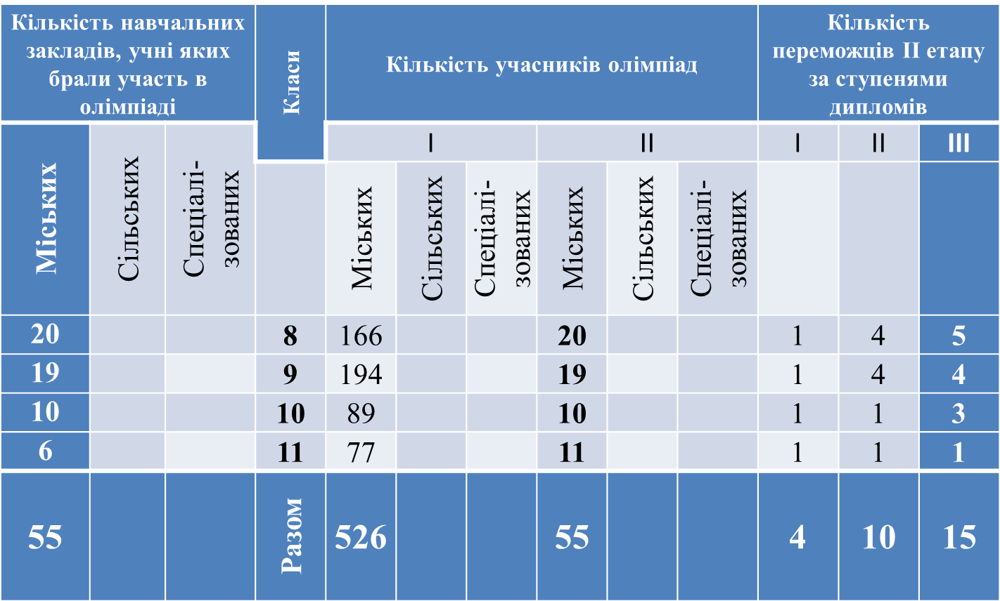 Кількість навчальних
закладів, учні яких
брали участь в
олімпіаді
Класи
Кількість учасників олімпіад
Кількість
переможців ІІ етапу
за ступенями
дипломів
Міських
Сільських
Спеціалі-
зованих
І
ІІ
І
ІІ
ІІІ
Міських
Сільських
Спеціалі-
зованих
Міських
Сільських
Спеціалі-
зованих
20 8 166 20 1 4 5
19 9 194 19 1 4 4
10 10 89 10 1 1 3
6 11 77 11 1 1 1
55 Разом 526 55 4 10 15